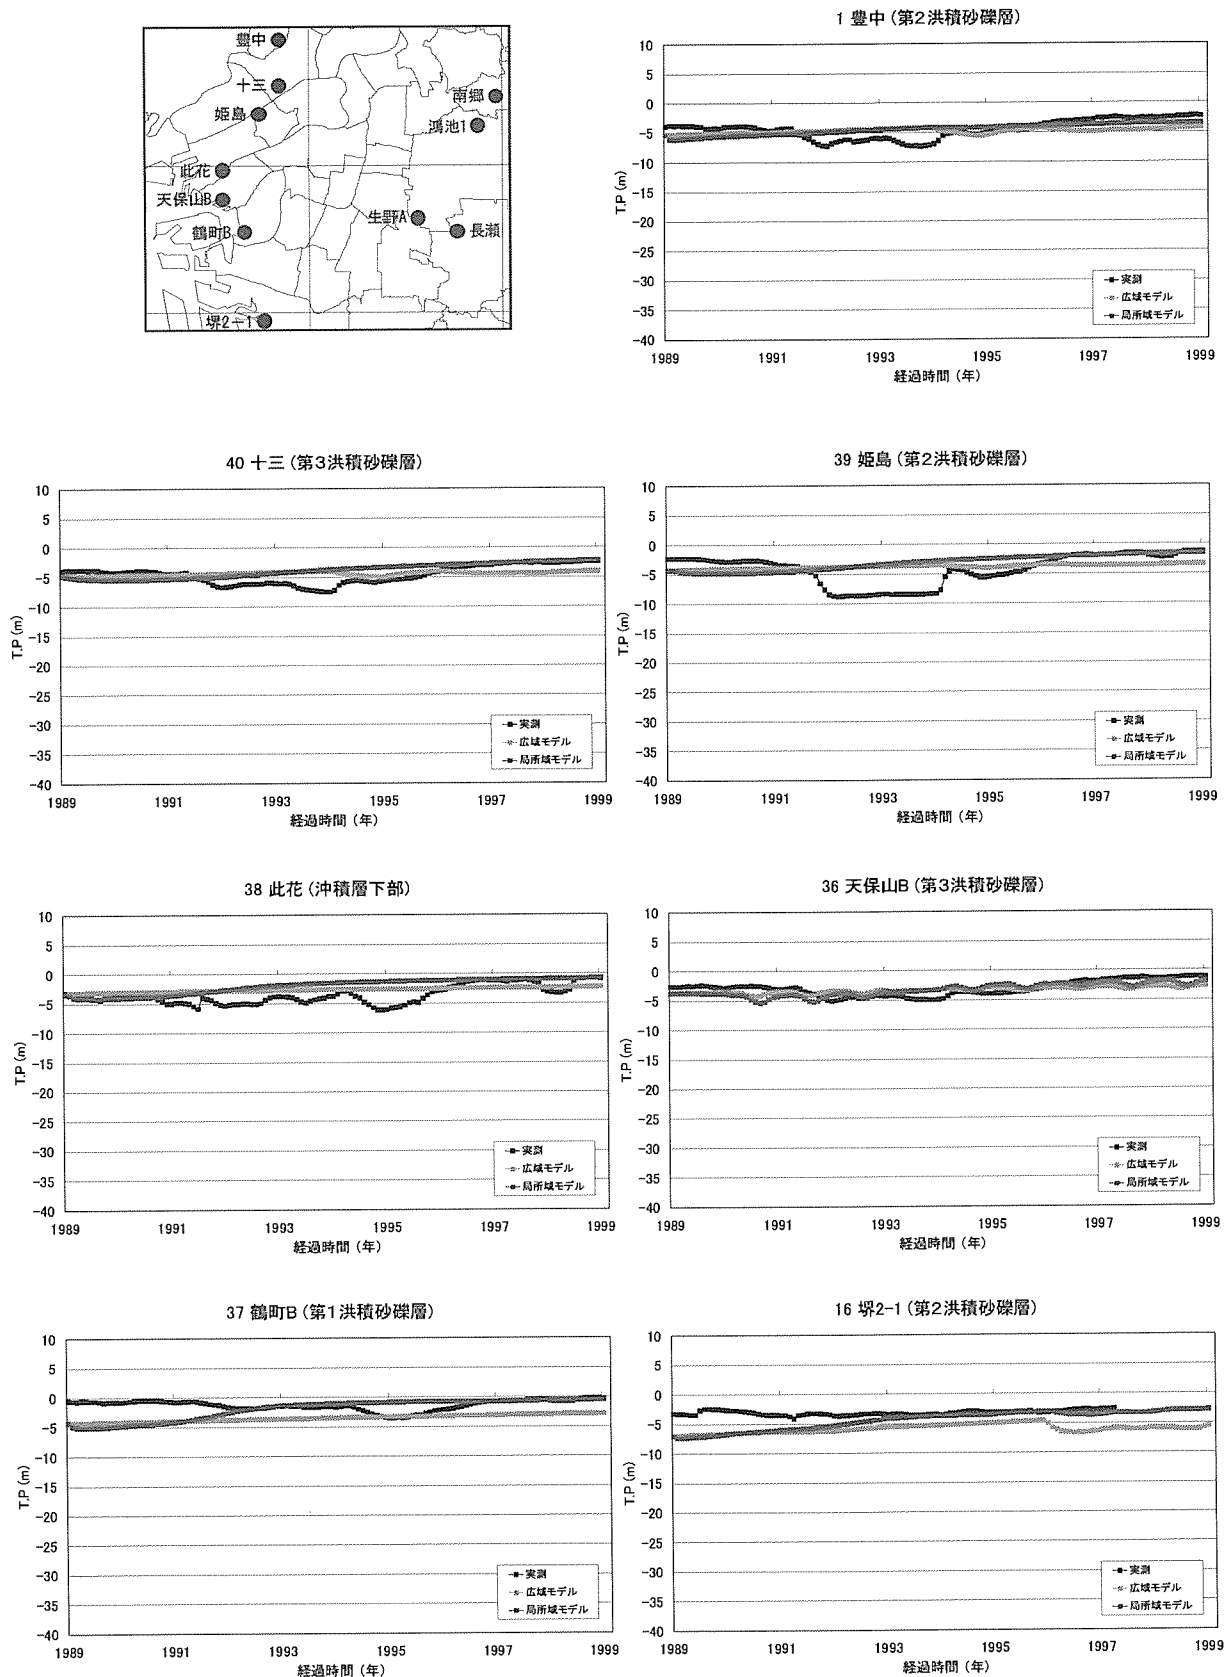 豊中
十三
姫島
南郷
鴻池1
此花
天保山B
鶴町B
生野A
長瀬
堺2-1
1 豊中 (第2洪積砂礫層)
10
5
0
-5
-10
-15
-20
-25
-30
-35
-40
T.P (m)
実測
広域モデル
局所域モデル
1989 1991 1993 1995 1997 1999
経過時間 (年)
40 十三 (第3洪積砂礫層)
10
5
0
-5
-10
-15
-20
-25
-30
-35
-40
T.P (m)
実測
広域モデル
局所域モデル
1989 1991 1993 1995 1997 1999
経過時間 (年)
39 姫島 (第2洪積砂礫層)
10
5
0
-5
-10
-15
-20
-25
-30
-35
-40
T.P (m)
実測
広域モデル
局所域モデル
1989 1991 1993 1995 1997 1999
経過時間 (年)
38 此花 (沖積層下部)
10
5
0
-5
-10
-15
-20
-25
-30
-35
-40
T.P (m)
実測
広域モデル
局所域モデル
1989 1991 1993 1995 1997 1999
経過時間 (年)
36 天保山B (第3洪積砂礫層)
10
5
0
-5
-10
-15
-20
-25
-30
-35
-40
T.P (m)
実測
広域モデル
局所域モデル
1989 1991 1993 1995 1997 1999
経過時間 (年)
37 鶴町B (第1洪積砂礫層)
10
5
0
-5
-10
-15
-20
-25
-30
-35
-40
T.P (m)
実測
広域モデル
局所域モデル
1989 1991 1993 1995 1997 1999
経過時間 (年)
16 堺2-1 (第2洪積砂礫層)
10
5
0
-5
-10
-15
-20
-25
-30
-35
-40
T.P (m)
実測
広域モデル
局所域モデル
1989 1991 1993 1995 1997 1999
経過時間 (年)